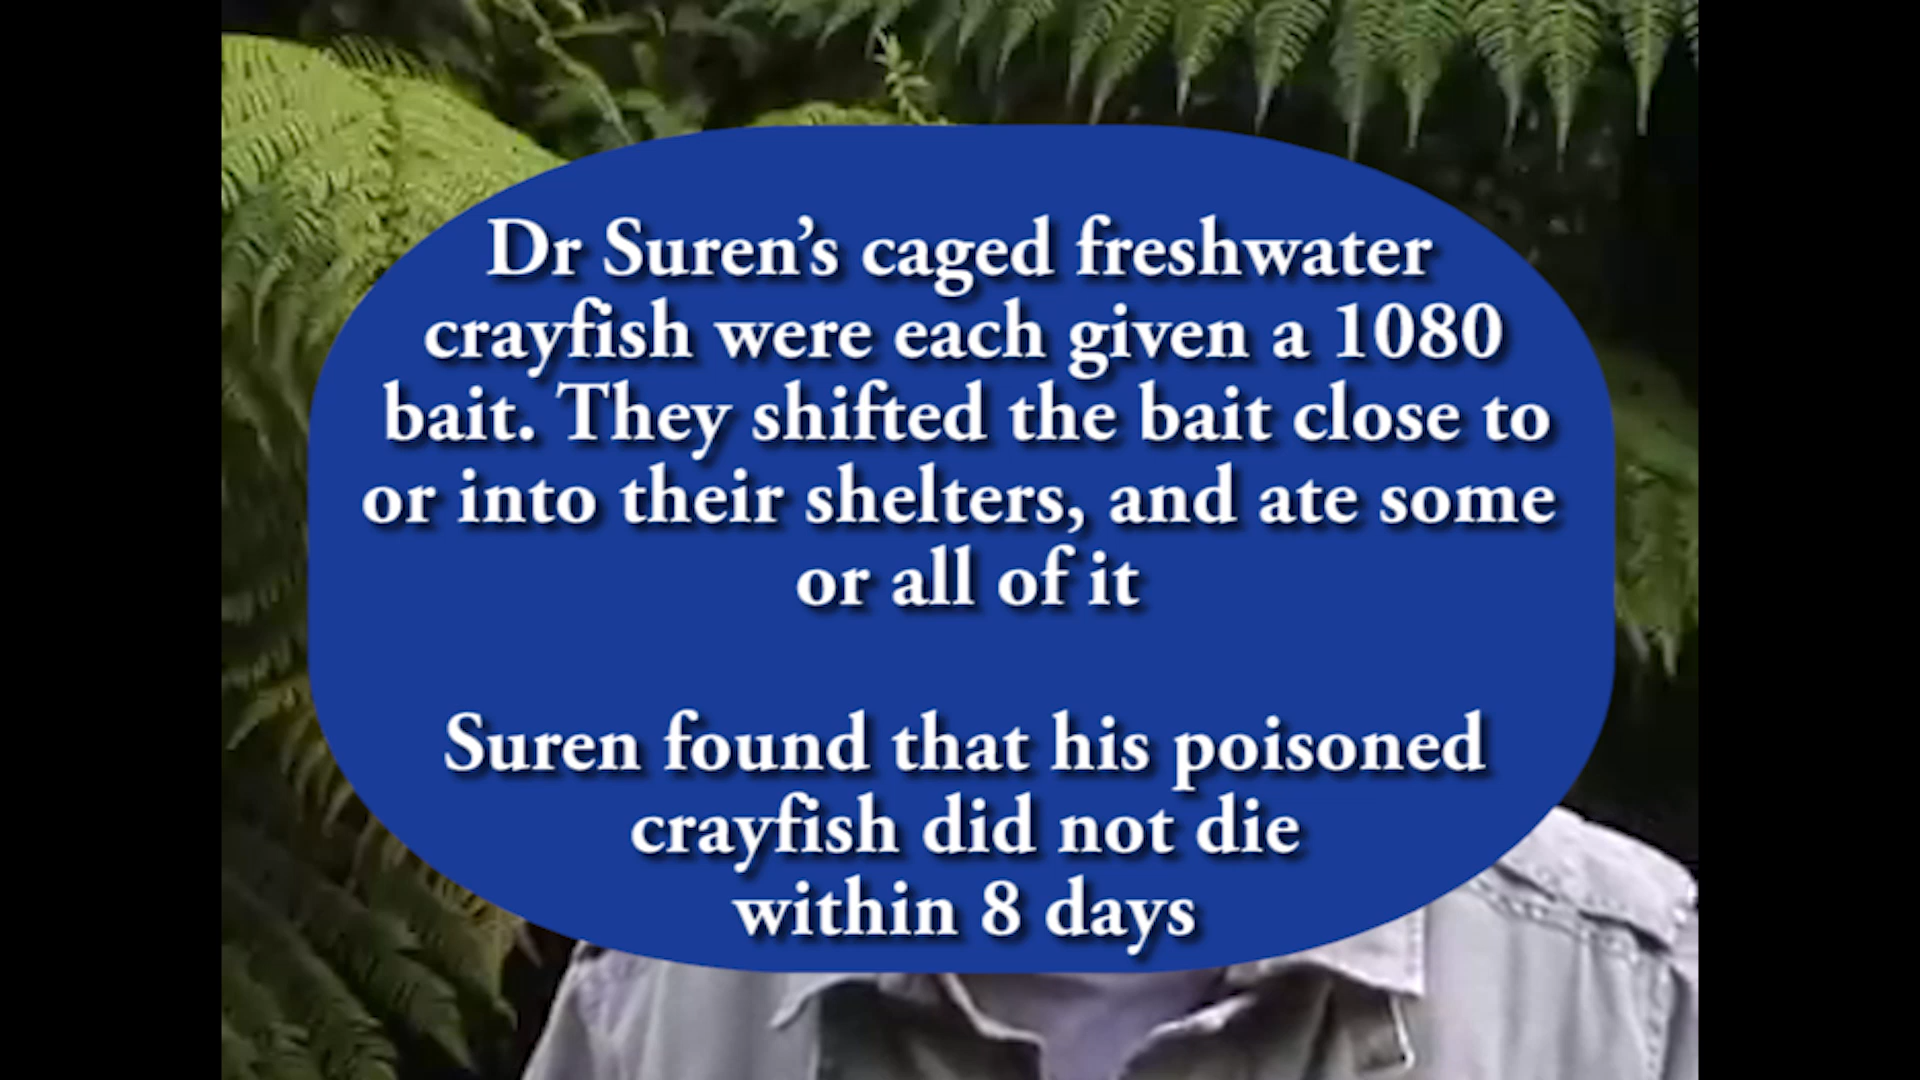 Dr Suren’s caged freshwater
crayfish were each given a 1080
bait. They shifted the bait close to
or into their shelters, and ate some
or all of it
Suren found that his poisoned
crayfish did not die
within 8 days